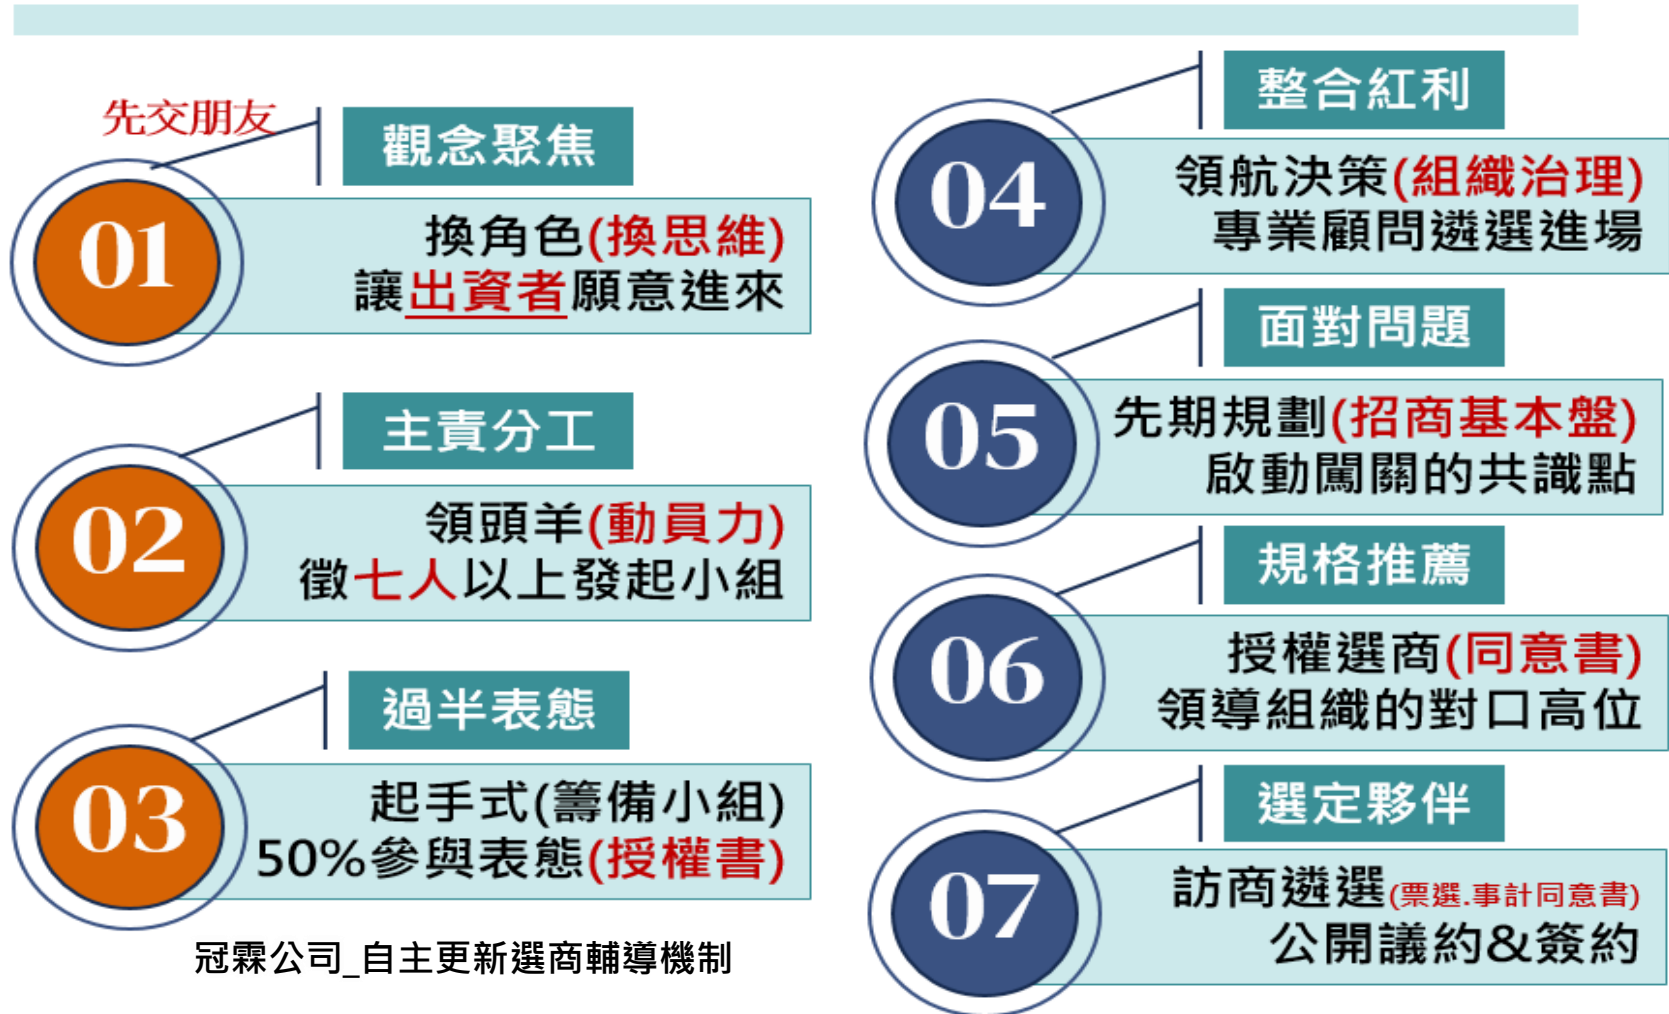 先交朋友
01
觀念聚焦
換角色(換思維)
讓出資者願意進來
02
主責分工
領頭羊(動員力)
徵七人以上發起小組
03
過半表態
起手式(籌備小組)
50%參與表態(授權書)
冠霖公司_自主更新選商輔導機制
04
整合紅利
領航決策(組織治理)
專業顧問遴選進場
05
面對問題
先期規劃(招商基本盤)
啟動闖關的共識點
06
規格推薦
授權選商(同意書)
領導組織的對口高位
07
選定夥伴
訪商遴選(票選.事計同意書)
公開議約&簽約